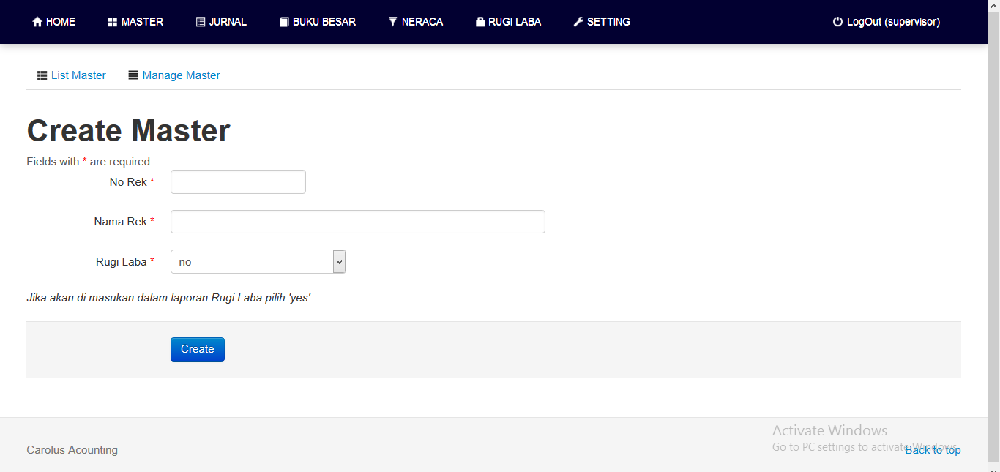 HOME MASTER JURNAL BUKU BESAR NERACA RUGI LABA SETTING LogOut (supervisor)
List Master Manage Master
Create Master
Fields with * are required.
No Rek *
Nama Rek *
Rugi Laba * no
Jika akan di masukan dalam laporan Rugi Laba pilih 'yes'
Create
Activate Windows
Go to PC settings to activate Windows.
Carolus Acounting Back to top